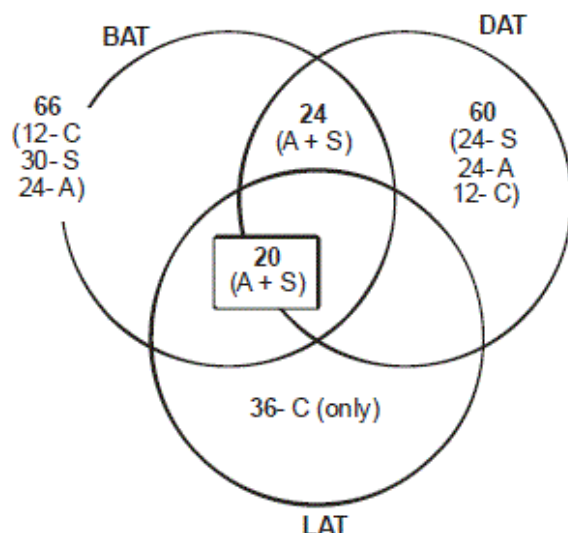 BAT
DAT
66
(12- C
30- S
24- A)
24
(A + S)
60
(24- S
24- A
12- C)
20
(A + S)
36- C (only)
LAT